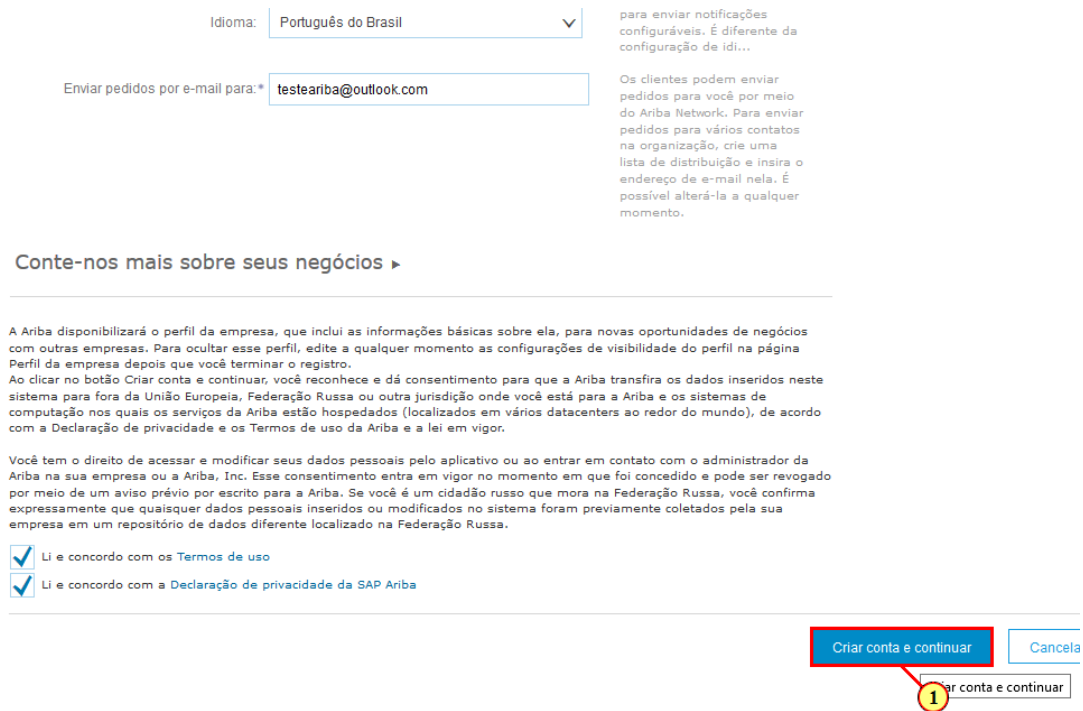 Idioma:
Português do Brasil
para enviar notificações
configuráveis. É diferente da
configuração de idi...
Enviar pedidos por e-mail para:*
testeariba@outlook.com
Os clientes podem enviar
pedidos para você por meio
do Ariba Network. Para enviar
pedidos para vários contatos
na organização, crie uma
lista de distribuição e insira o
endereço de e-mail nela. É
possível alterá-la a qualquer
momento.
Conte-nos mais sobre seus negócios ►
A Ariba disponibilizará o perfil da empresa, que inclui as informações básicas sobre ela, para novas oportunidades de negócios
com outras empresas. Para ocultar esse perfil, edite a qualquer momento as configurações de visibilidade do perfil na página
Perfil da empresa depois que você terminar o registro.
Ao clicar no botão Criar conta e continuar, você reconhece e dá consentimento para que a Ariba transfira os dados inseridos neste
sistema para fora da União Europeia, Federação Russa ou outra jurisdição onde você está para a Ariba e os sistemas de
computação nos quais os serviços da Ariba estão hospedados (localizados em vários datacenters ao redor do mundo), de acordo
com a Declaração de privacidade e os Termos de uso da Ariba e a lei em vigor.
Você tem o direito de acessar e modificar seus dados pessoais pelo aplicativo ou ao entrar em contato com o administrador da
Ariba na sua empresa ou a Ariba, Inc. Esse consentimento entra em vigor no momento em que foi concedido e pode ser revogado
por meio de um aviso prévio por escrito para a Ariba. Se você é um cidadão russo que mora na Federação Russa, você confirma
expressamente que quaisquer dados pessoais inseridos ou modificados no sistema foram previamente coletados pela sua
empresa em um repositório de dados diferente localizado na Federação Russa.
Li e concordo com os Termos de uso
Li e concordo com a Declaração de privacidade da SAP Ariba
Criar conta e continuar
Cancela
1
ar conta e continuar